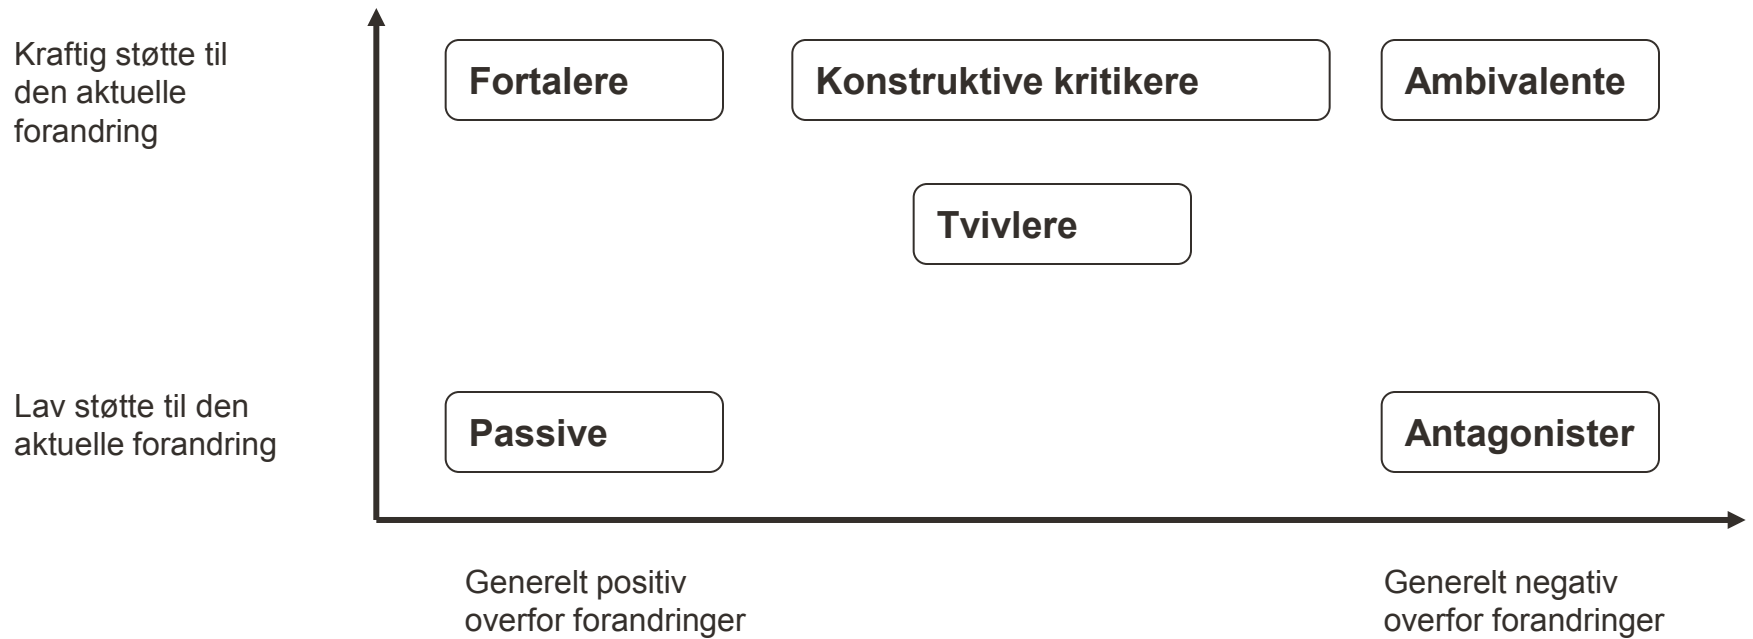 Kraftig støtte til
den aktuelle
forandring
Fortalere
Konstruktive kritikere
Ambivalente
Tvivlere
Lav støtte til den
aktuelle forandring
Passive
Antagonister
Generelt positiv
overfor forandringer
Generelt negativ
overfor forandringer